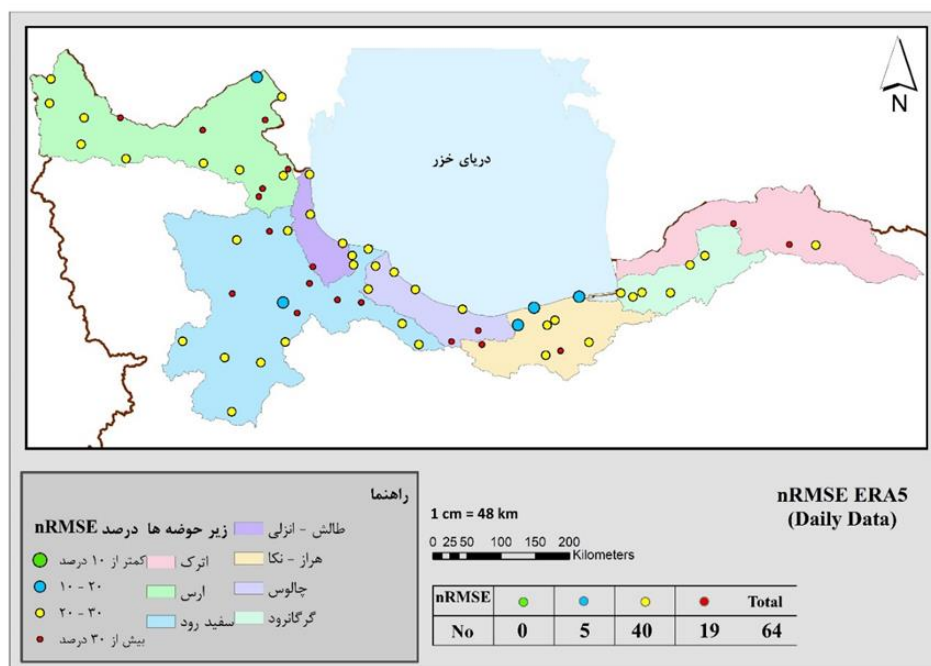 N
دریای خزر
راهنما
nRMSE درصد
زیر حوضه ها
کمتر از ۱۰ درصد
۱۰ - ۲۰
۲۰ - ۳۰
بیش از ۳۰ درصد
اترک
ارس
سفید رود
طالش - انزلی
هراز - نکا
چالوس
گرگانرود
1 cm = 48 km
0 25 50 100 150 200
Kilometers
nRMSE ERA5
(Daily Data)
nRMSE Total
No 0 5 40 19 64